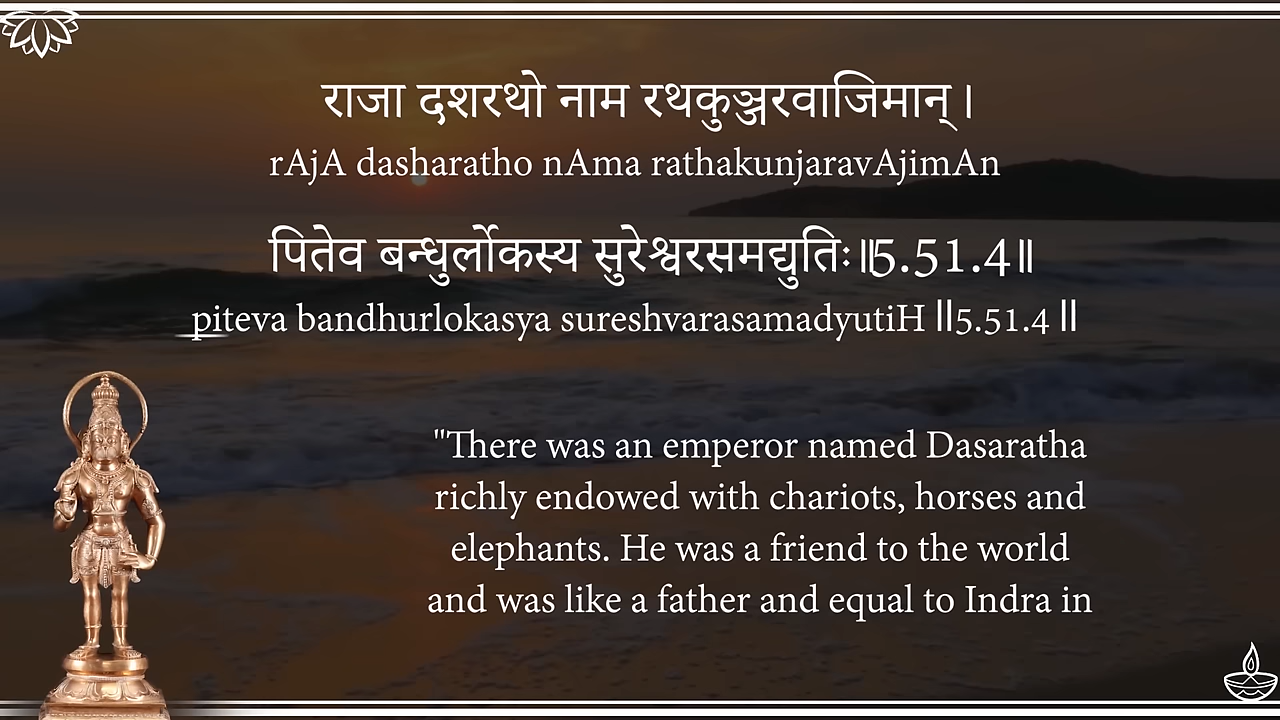 राजा दशरथो नाम रथकुञ्जरवाजिमान् ।
rAjA dasharatho nAma rathakunjaravAjimAn
पितेव बन्धुर्लोकस्य सुरेश्वरसमद्युतिः॥5.51.4॥
piteva bandhurlokasya sureshvarasamadyutiH ॥5.51.4 ॥
"There was an emperor named Dasaratha
richly endowed with chariots, horses and
elephants. He was a friend to the world
and was like a father and equal to Indra in